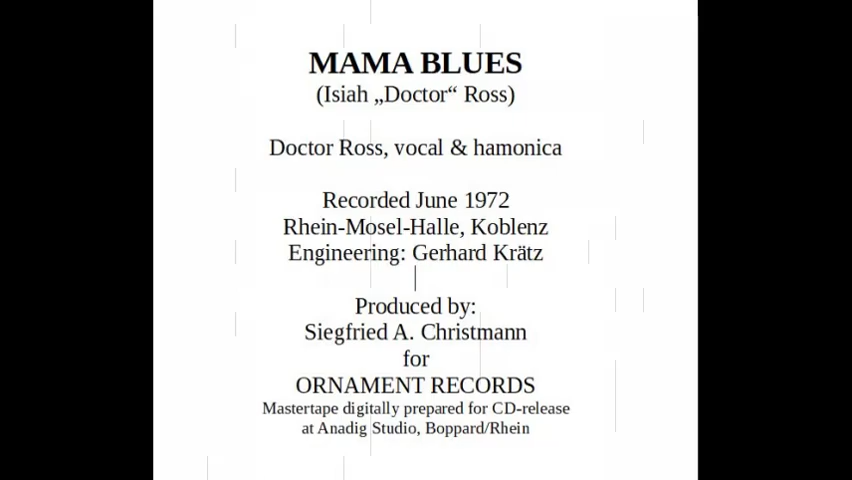 MAMA BLUES
(Isiah „Doctor“ Ross)
Doctor Ross, vocal & hamonica
Recorded June 1972
Rhein-Mosel-Halle, Koblenz
Engineering: Gerhard Krätz
Produced by:
Siegfried A. Christmann
for
ORNAMENT RECORDS
Mastertape digitally prepared for CD-release
at Anadig Studio, Boppard/Rhein